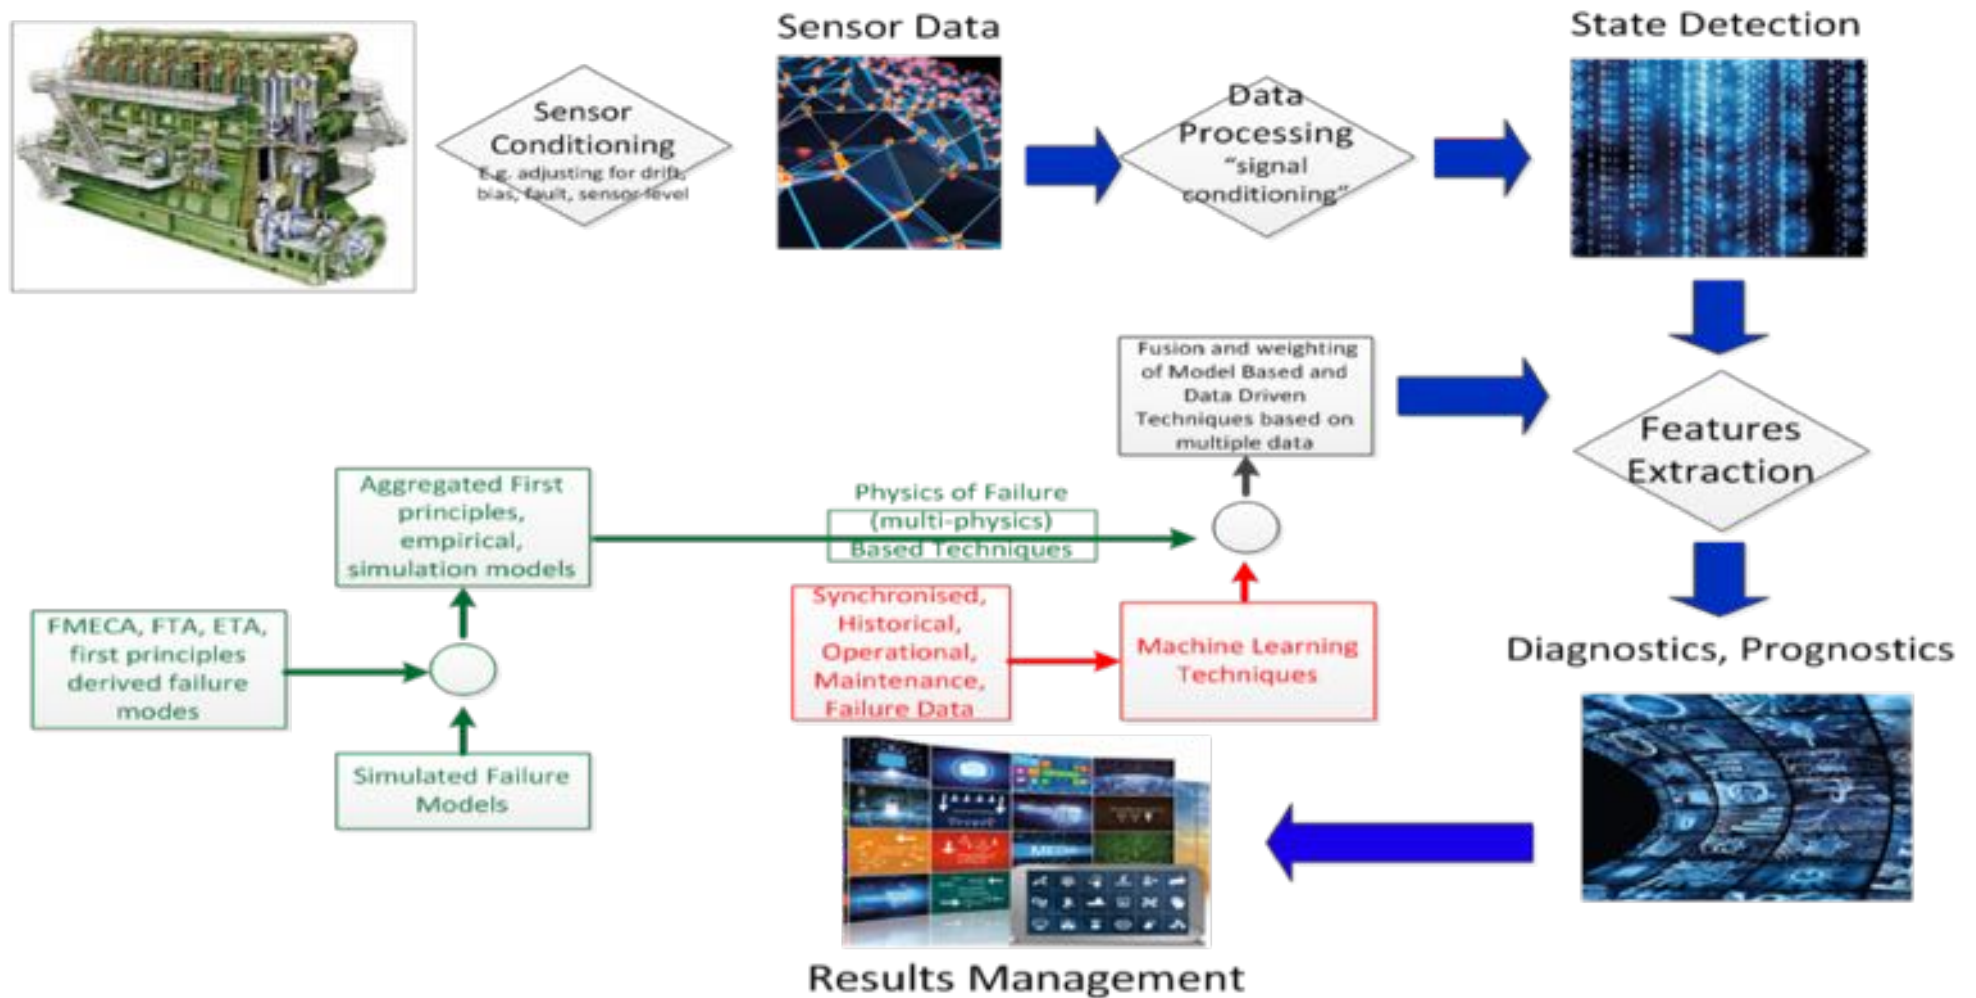 Sensor Data
State Detection
Sensor
Conditioning
E.g. adjusting for drift,
bias, fault, sensor level
Data
Processing
“signal
conditioning”
Fusion and weighting
of Model Based and
Data Driven
Techniques based on
multiple data
Features
Extraction
Aggregated First
principles,
empirical,
simulation models
Physics of Failure
(multi-physics)
Based Techniques
FMECA, FTA, ETA,
first principles
derived failure
modes
Synchronised,
Historical,
Operational,
Maintenance,
Failure Data
Machine Learning
Techniques
Simulated Failure
Models
Diagnostics, Prognostics
Results Management